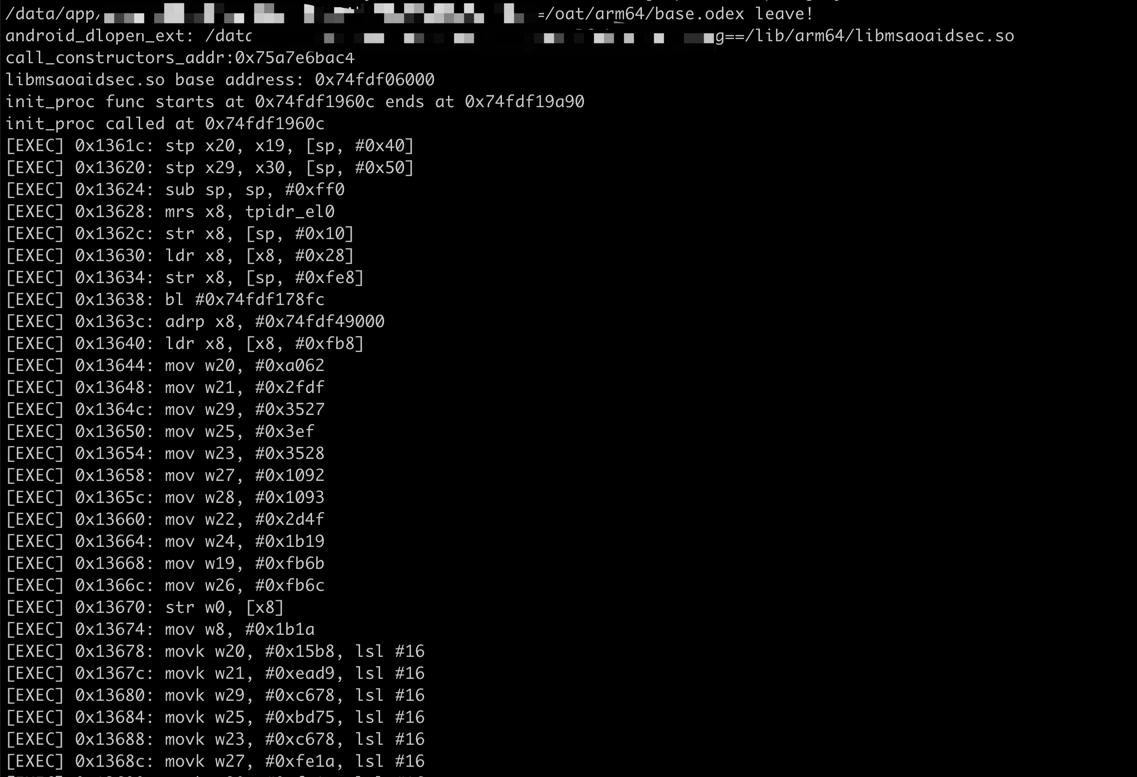 /data/app =/oat/arm64/base.odex leave!
android_dlopen_ext: /data g==/lib/arm64/libmsaoaidsec.so
call_constructors_addr:0x75a7e6bac4
libmsaoaidsec.so base address: 0x74fdf06000
init_proc func starts at 0x74fdf1960c ends at 0x74fdf19a90
init_proc called at 0x74fdf1960c
[EXEC] 0x1361c: stp x20, x19, [sp, #0x40]
[EXEC] 0x13620: stp x29, x30, [sp, #0x50]
[EXEC] 0x13624: sub sp, sp, #0xff0
[EXEC] 0x13628: mrs x8, tpidr_el0
[EXEC] 0x1362c: str x8, [sp, #0x10]
[EXEC] 0x13630: ldr x8, [x8, #0x28]
[EXEC] 0x13634: str x8, [sp, #0xfe8]
[EXEC] 0x13638: bl #0x74fdf178fc
[EXEC] 0x1363c: adrp x8, #0x74fdf49000
[EXEC] 0x13640: ldr x8, [x8, #0xfb8]
[EXEC] 0x13644: mov w20, #0xa062
[EXEC] 0x13648: mov w21, #0x2fdf
[EXEC] 0x1364c: mov w29, #0x3527
[EXEC] 0x13650: mov w25, #0x3ef
[EXEC] 0x13654: mov w23, #0x3528
[EXEC] 0x13658: mov w27, #0x1092
[EXEC] 0x1365c: mov w28, #0x1093
[EXEC] 0x13660: mov w22, #0x2d4f
[EXEC] 0x13664: mov w24, #0x1b19
[EXEC] 0x13668: mov w19, #0xfb6b
[EXEC] 0x1366c: mov w26, #0xfb6c
[EXEC] 0x13670: str w0, [x8]
[EXEC] 0x13674: mov w8, #0x1b1a
[EXEC] 0x13678: movk w20, #0x15b8, lsl #16
[EXEC] 0x1367c: movk w21, #0xead9, lsl #16
[EXEC] 0x13680: movk w29, #0xc678, lsl #16
[EXEC] 0x13684: movk w25, #0xbd75, lsl #16
[EXEC] 0x13688: movk w23, #0xc678, lsl #16
[EXEC] 0x1368c: movk w27, #0xfe1a, lsl #16